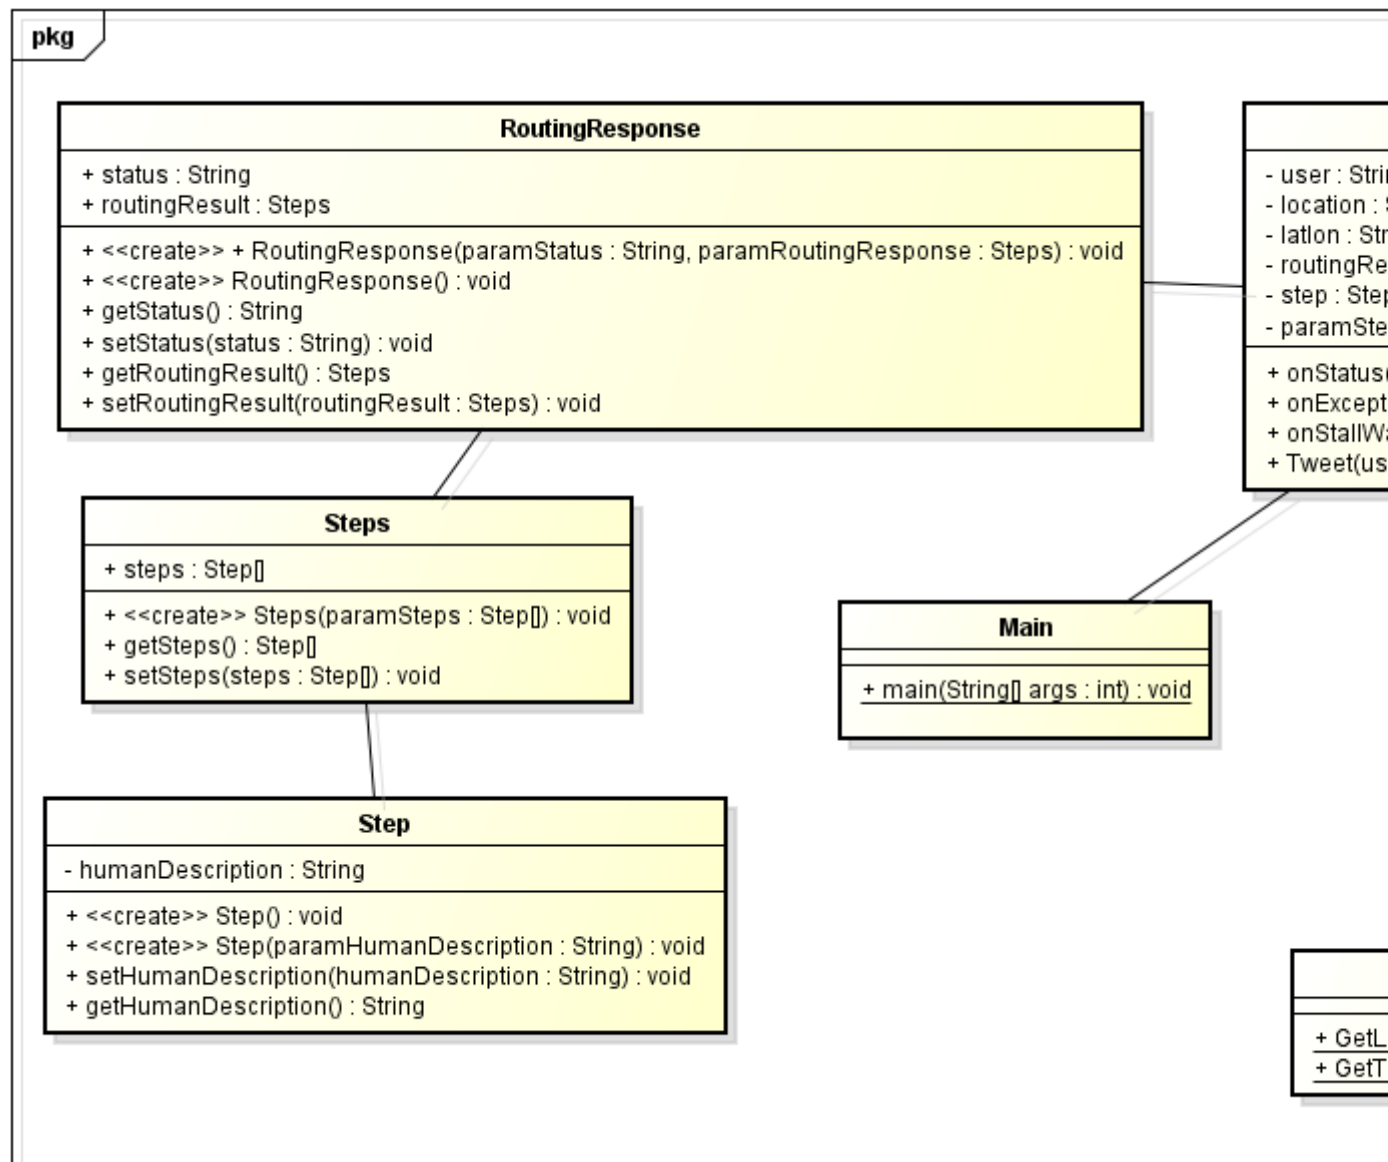 pkg
RoutingResponse
+ status : String
+ routingResult : Steps
+ <<create>> + RoutingResponse(paramStatus : String, paramRoutingResponse : Steps) : void
+ <<create>> RoutingResponse() : void
+ getStatus() : String
+ setStatus(status : String) : void
+ getRoutingResult() : Steps
+ setRoutingResult(routingResult : Steps) : void
- user : Strin
- location : S
- latlon : Str
- routingRe
- step : Step
- paramSte
+ onStatus(
+ onExcept
+ onStallWa
+ Tweet(us
Steps
+ steps : Step[]
+ <<create>> Steps(paramSteps : Step[]) : void
+ getSteps() : Step[]
+ setSteps(steps : Step[]) : void
Main
+ main(String[] args : int) : void
Step
- humanDescription : String
+ <<create>> Step() : void
+ <<create>> Step(paramHumanDescription : String) : void
+ setHumanDescription(humanDescription : String) : void
+ getHumanDescription() : String
+ GetL
+ GetT